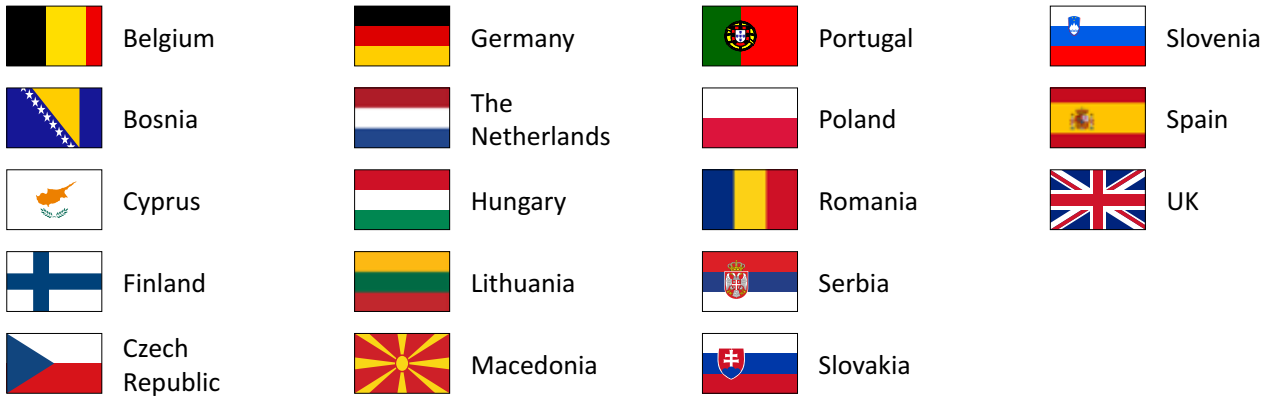 Belgium
Bosnia
Cyprus
Finland
Czech
Republic
Germany
The
Netherlands
Hungary
Lithuania
Macedonia
Portugal
Poland
Romania
Serbia
Slovakia
Slovenia
Spain
UK